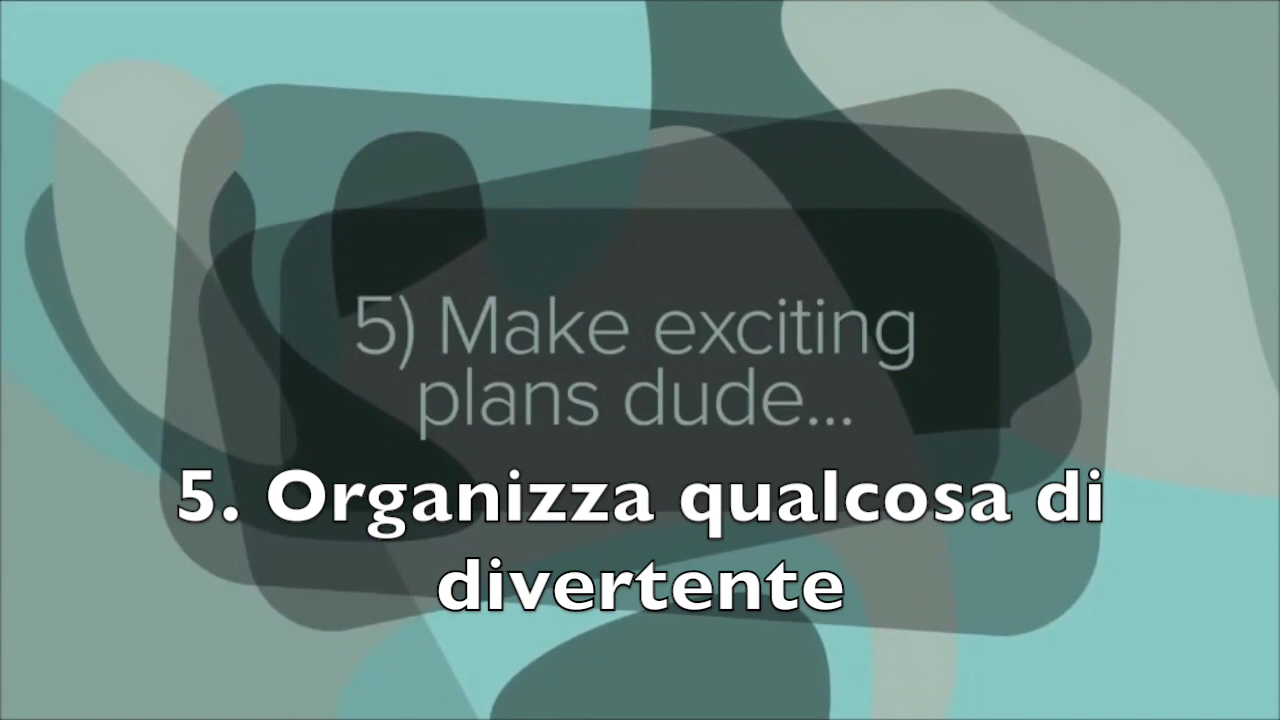 5) Make exciting
plans dude...
5. Organizza qualcosa di
divertente